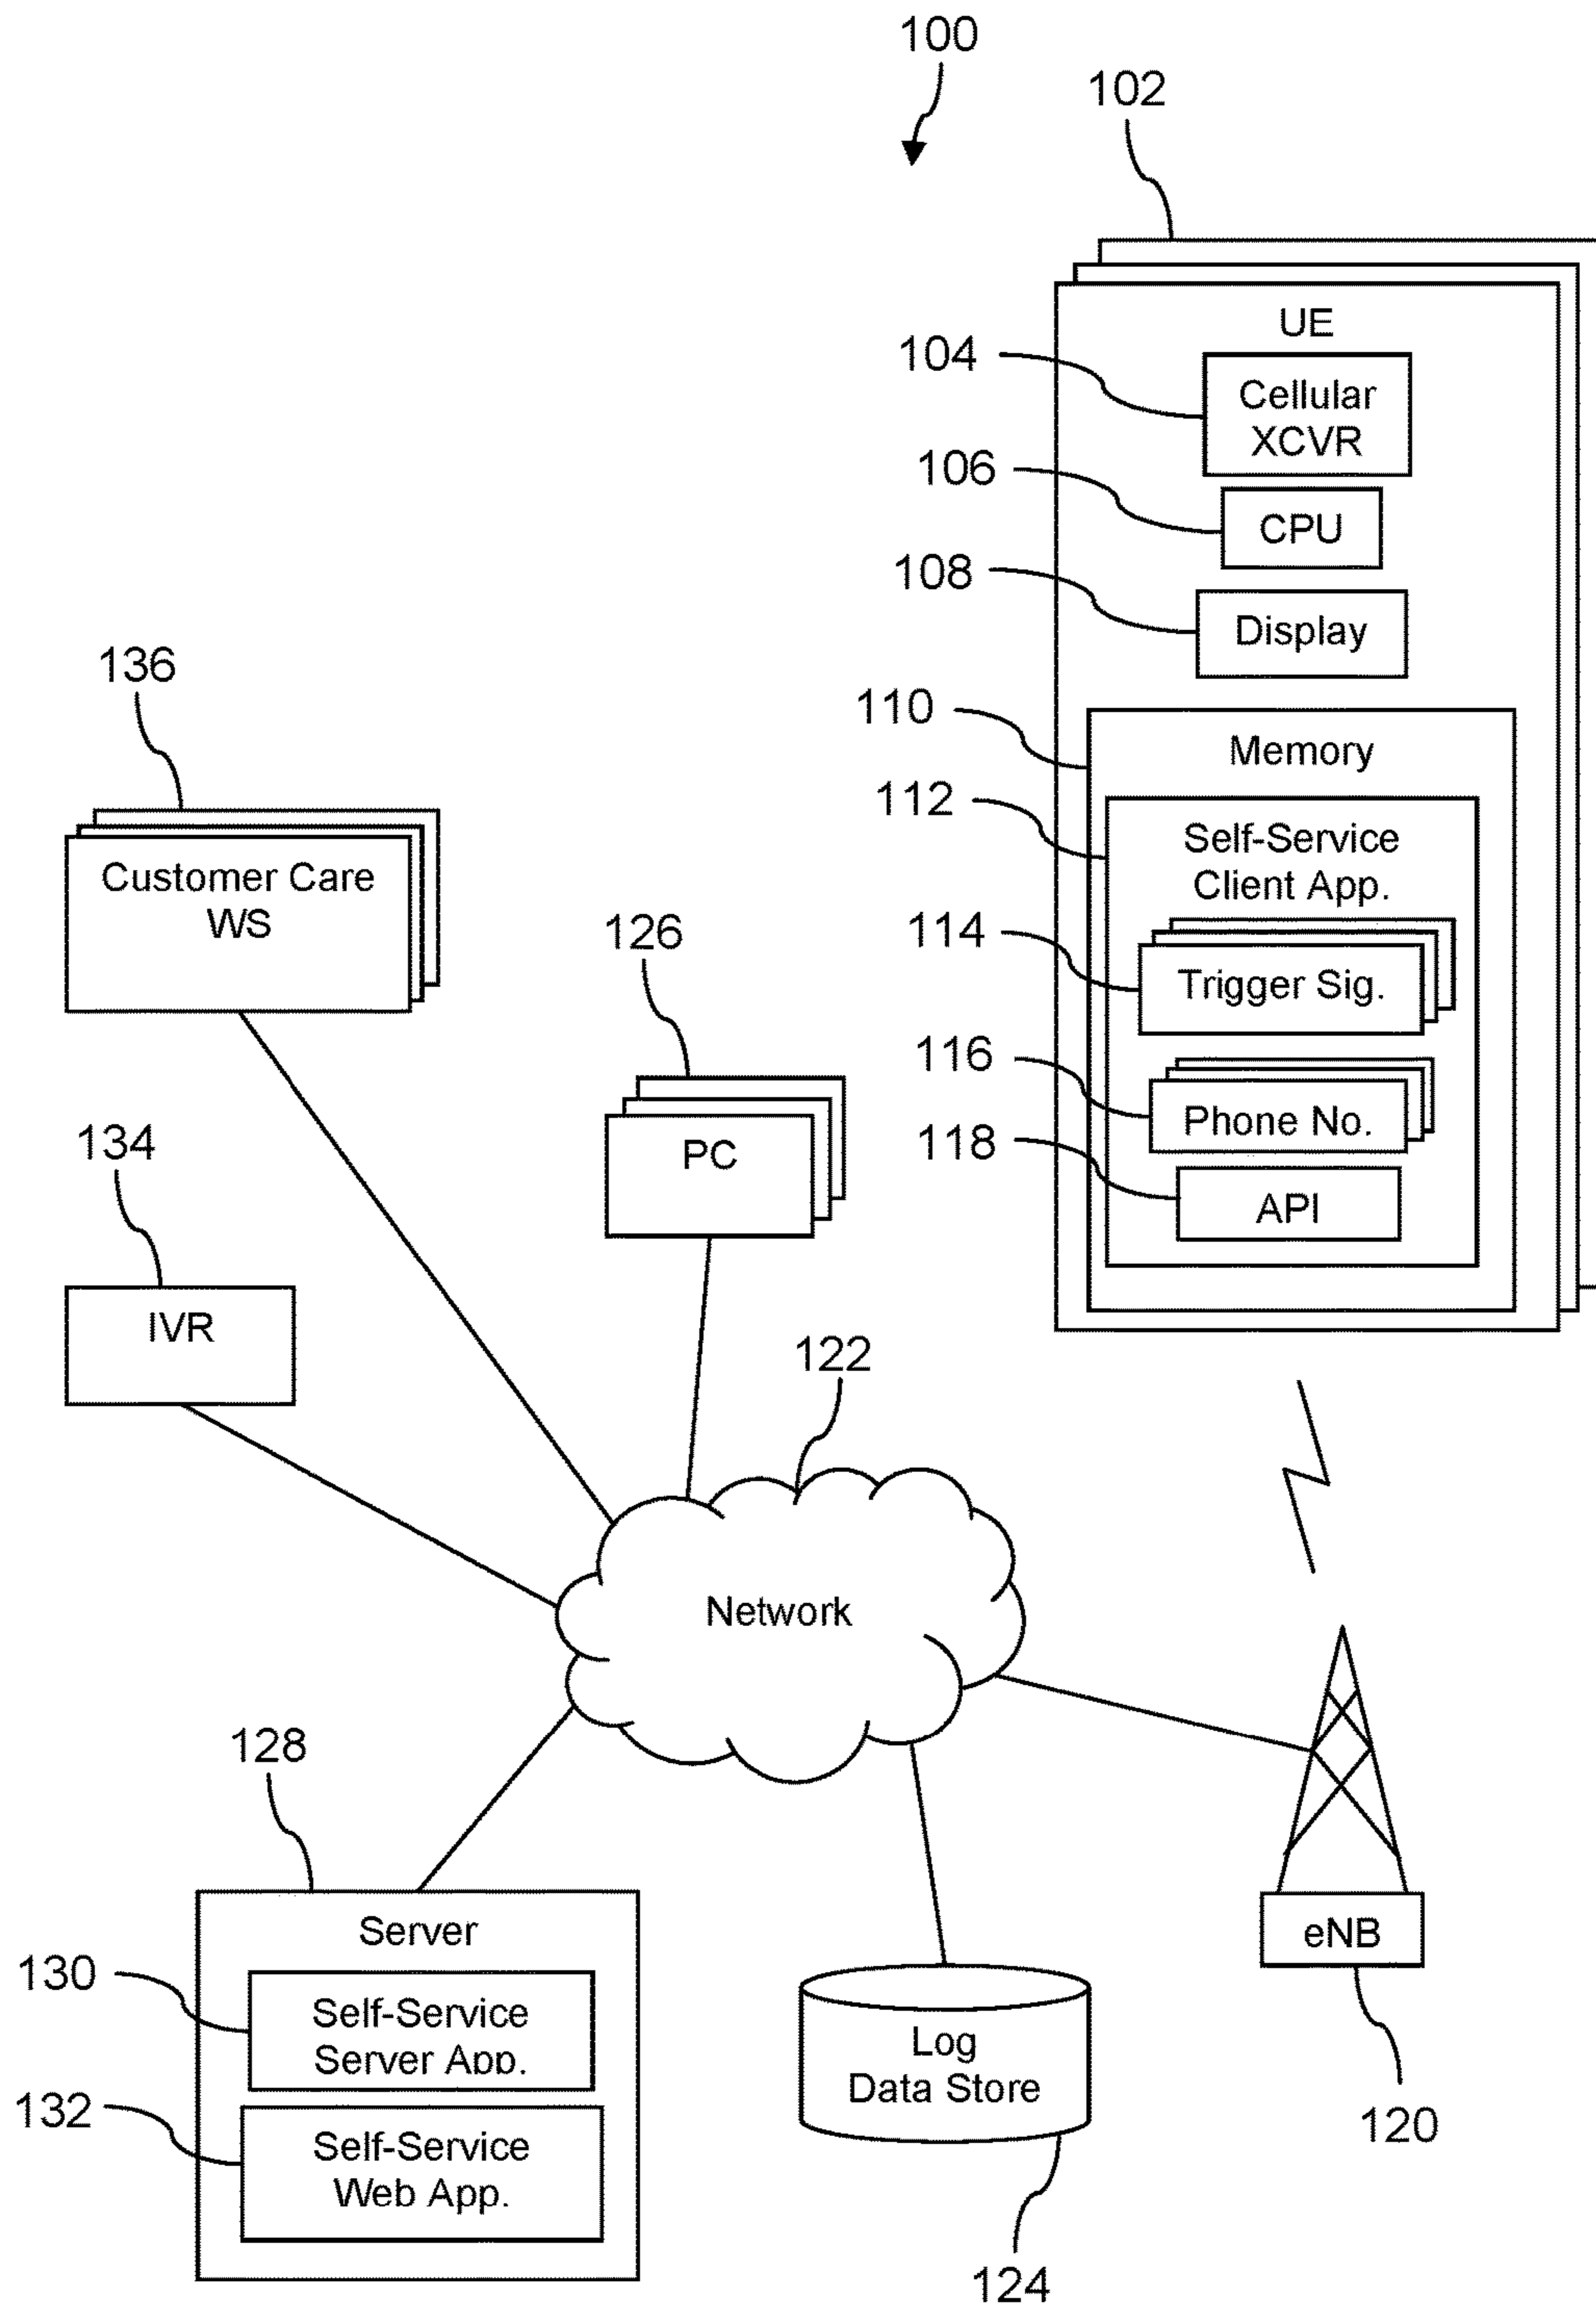 100
102
UE
104
Cellular
XCVR
106
CPU
108
Display
110
Memory
112
Self-Service
Client App.
114
Trigger Sig.
116
Phone No.
118
API
136
Customer Care
WS
126
PC
134
IVR
122
Network
128
Server
130
Self-Service
Server App.
132
Self-Service
Web App.
Log
Data Store
124
eNB
120